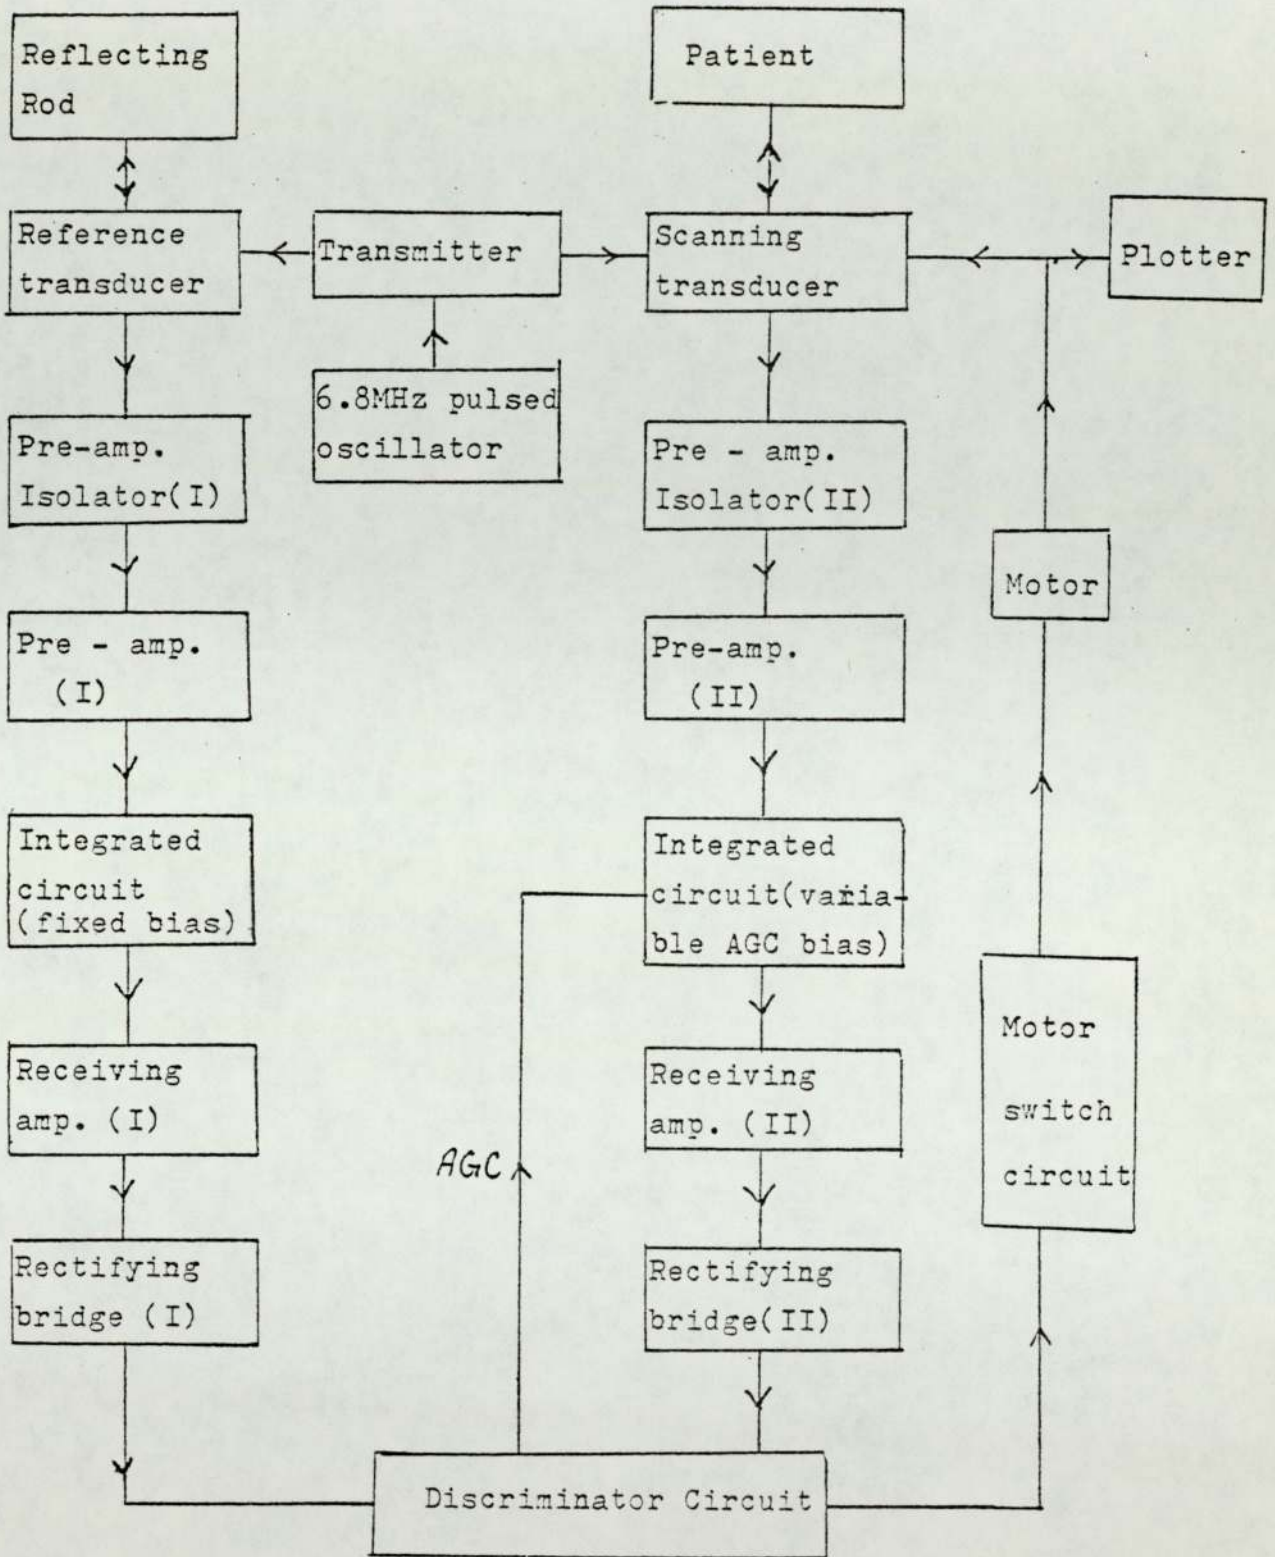 Reflecting
Rod
Patient
Reference
transducer
Transmitter
Scanning
transducer
Plotter
6.8MHz pulsed
oscillator
Pre-amp.
Isolator(I)
Pre - amp.
Isolator(II)
Motor
Pre - amp.
(I)
Pre-amp.
(II)
Integrated
circuit
(fixed bias)
Integrated
circuit(varia-
ble AGC bias)
Motor
switch
circuit
Receiving
amp. (I)
Receiving
amp. (II)
AGC
Rectifying
bridge (I)
Rectifying
bridge(II)
Discriminator Circuit